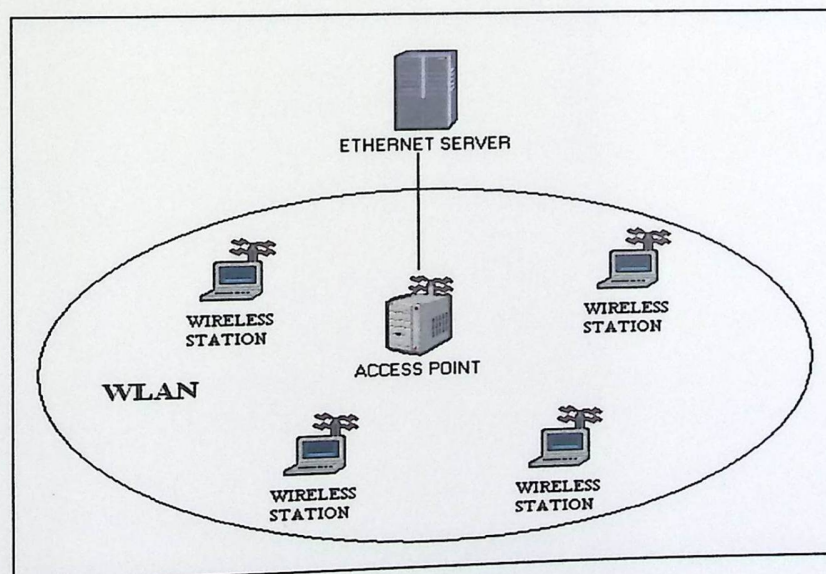 ETHERNET SERVER
WIRELESS
STATION
WIRELESS
STATION
ACCESS POINT
WLAN
WIRELESS
STATION
WIRELESS
STATION